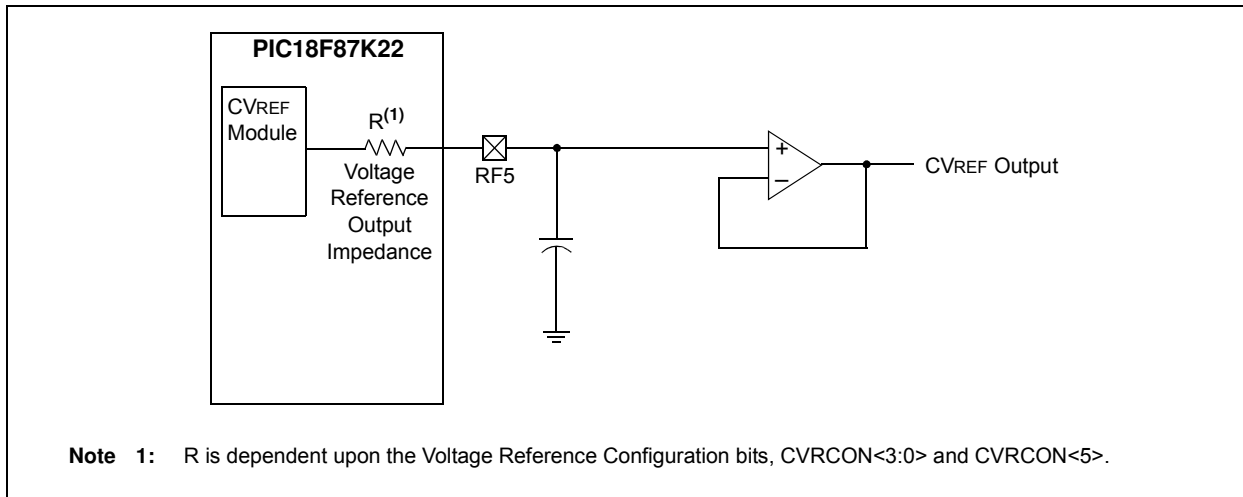 PIC18F87K22
CVREF
Module
R(1)
Voltage
Reference
Output
Impedance
RF5
+
–
CVREF Output
Note 1: R is dependent upon the Voltage Reference Configuration bits, CVRCON<3:0> and CVRCON<5>.